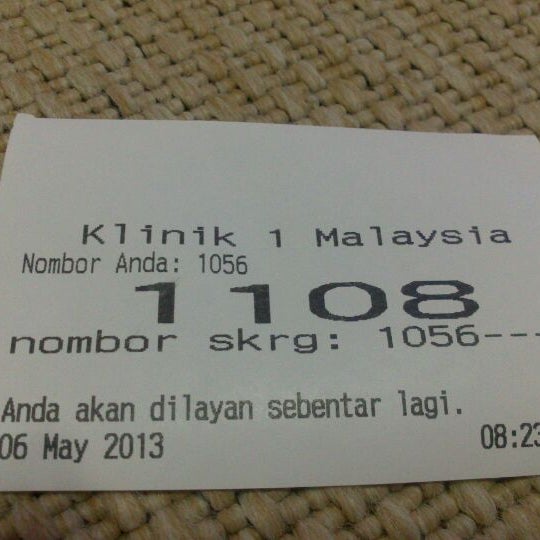 Klinik 1 Malaysia
Nombor Anda: 1056
1108
nombor skrg: 1056---
Anda akan dilayan sebentar lagi.
06 May 2013 08:23